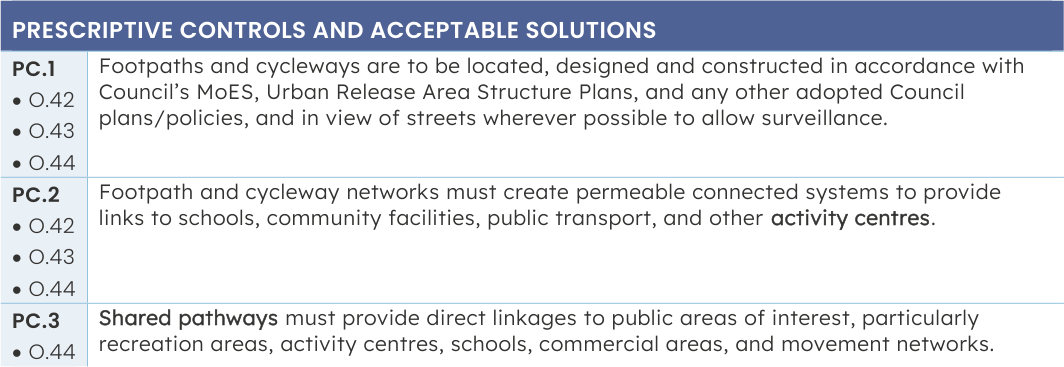 PRESCRIPTIVE CONTROLS AND ACCEPTABLE SOLUTIONS
PC.1
• O.42
• O.43
• O.44
Footpaths and cycleways are to be located, designed and constructed in accordance with
Council’s MoES, Urban Release Area Structure Plans, and any other adopted Council
plans/policies, and in view of streets wherever possible to allow surveillance.
PC.2
• O.42
• O.43
• O.44
Footpath and cycleway networks must create permeable connected systems to provide
links to schools, community facilities, public transport, and other activity centres.
PC.3
• O.44
Shared pathways must provide direct linkages to public areas of interest, particularly
recreation areas, activity centres, schools, commercial areas, and movement networks.